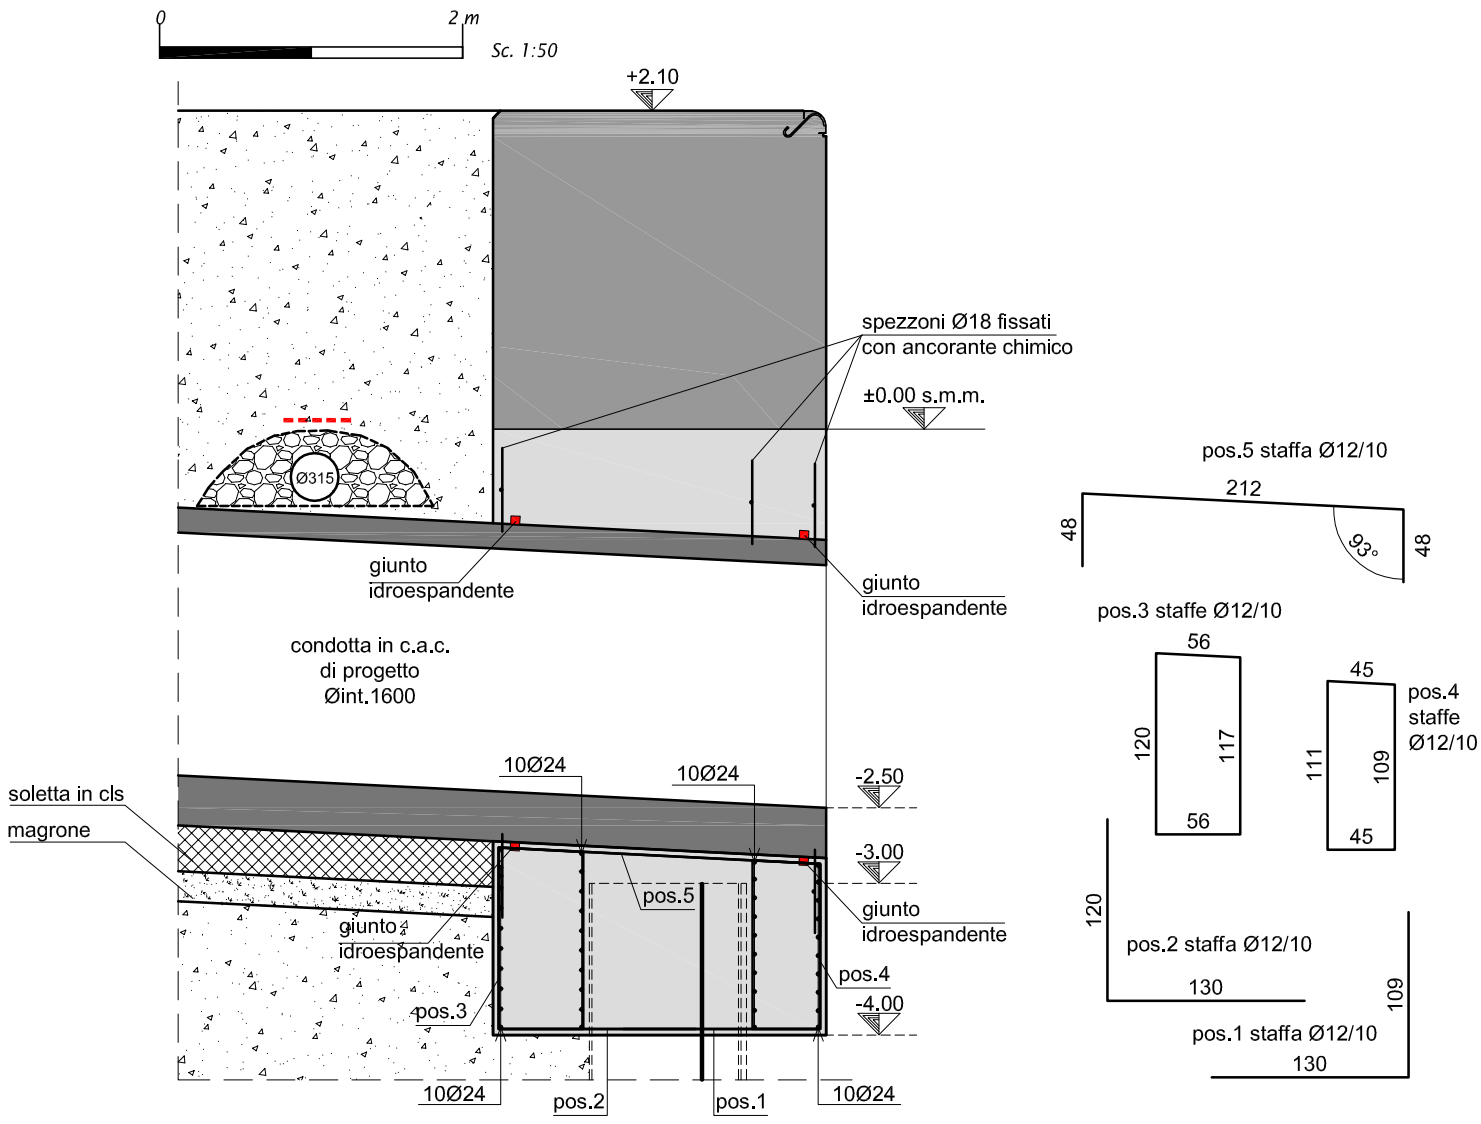 0
2 m
Sc. 1:50
+2.10
spezzoni Ø18 fissati
con ancorante chimico
±0.00 s.m.m.
Ø315
giunto
idroespandente
giunto
idroespandente
condotta in c.a.c.
di progetto
Øint.1600
10Ø24
10Ø24
-2.50
soletta in cls
magrone
-3.00
pos.5
giunto
idroespandente
giunto
idroespandente
pos.4
pos.3
-4.00
10Ø24
pos.2
pos.1
10Ø24
pos.5 staffa Ø12/10
212
48
93°
48
pos.3 staffe Ø12/10
56
120
117
56
45
pos.4
staffe
Ø12/10
111
109
45
120
pos.2 staffa Ø12/10
130
109
pos.1 staffa Ø12/10
130